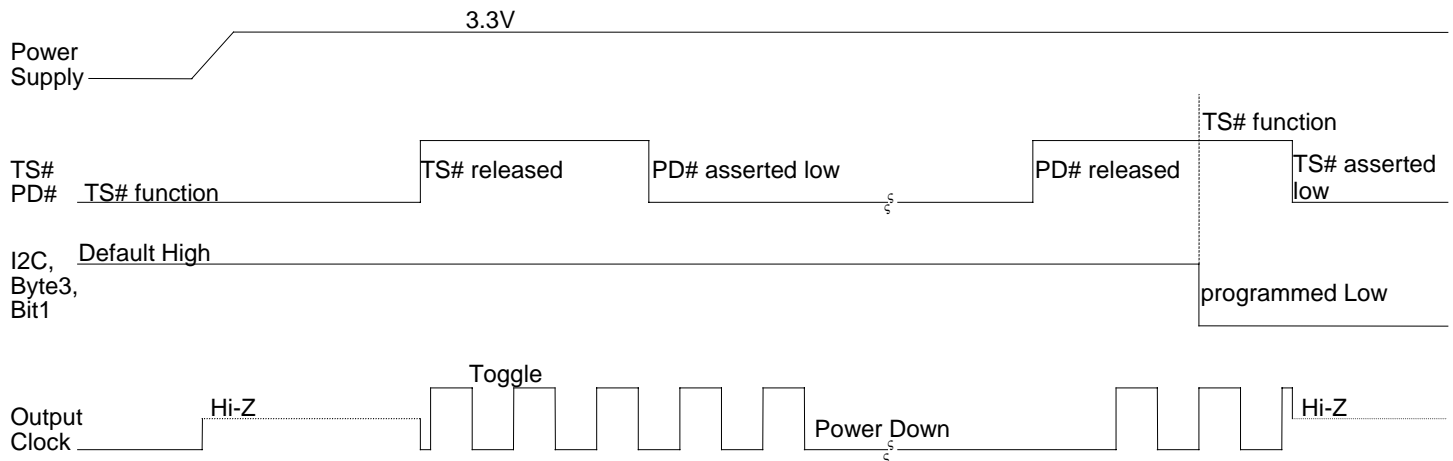 3.3V
Power
Supply
TS# function
TS#
PD#
TS# function
TS# released
PD# asserted low
PD# released
TS# asserted
low
I2C,
Byte3,
Bit1
Default High
programmed Low
Toggle
Output
Clock
Hi-Z
Power Down
Hi-Z